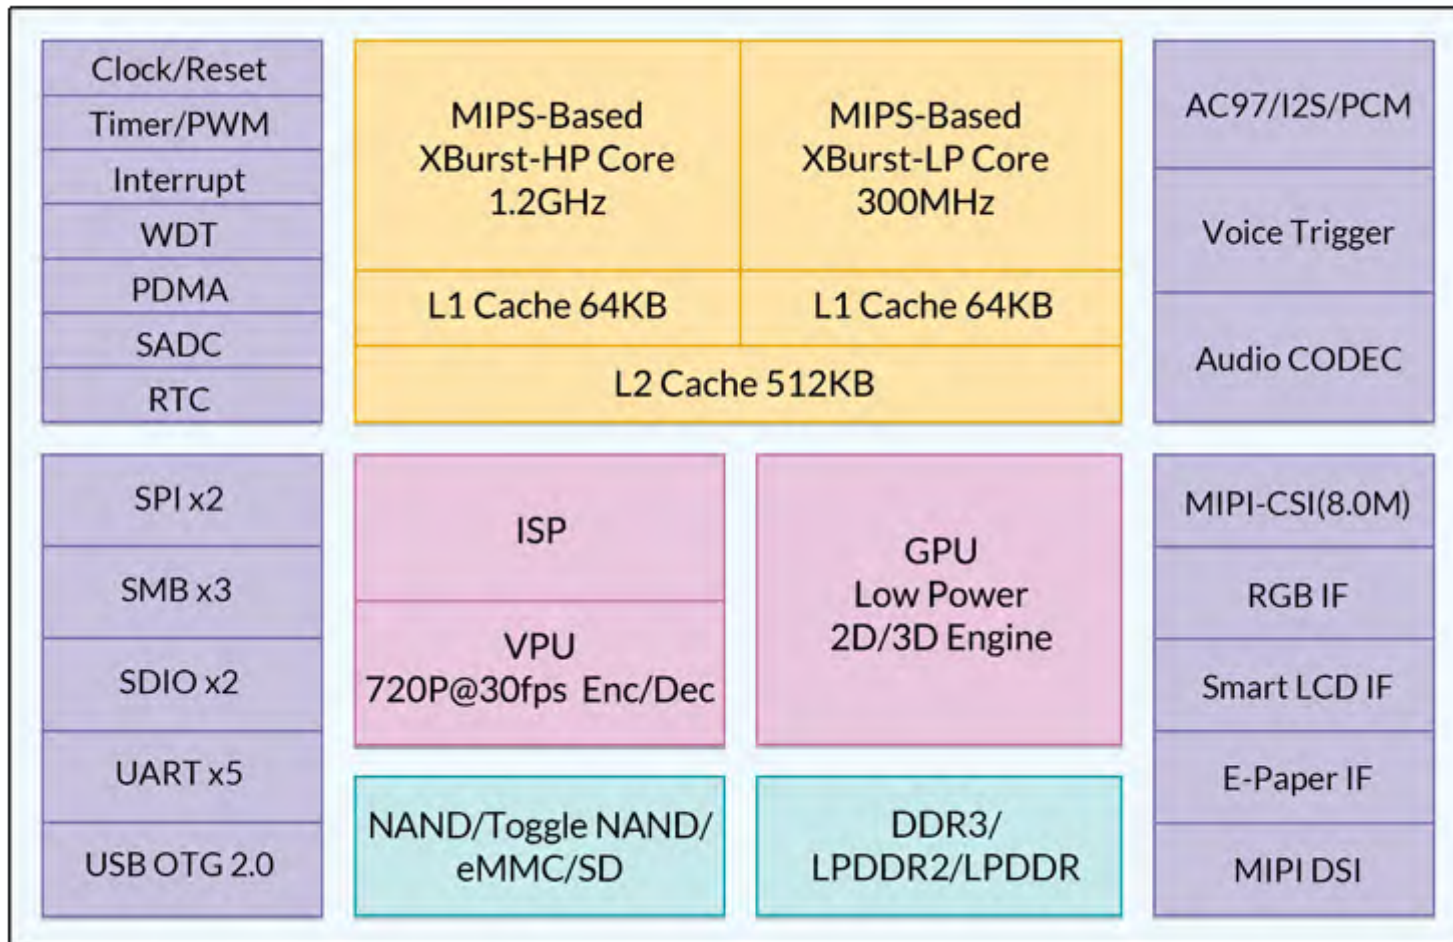 Clock/Reset
Timer/PWM
Interrupt
WDT
PDMA
SADC
RTC
MIPS-Based
XBurst-HP Core
1.2GHz
MIPS-Based
XBurst-LP Core
300MHz
L1 Cache 64KB
L1 Cache 64KB
L2 Cache 512KB
AC97/I2S/PCM
Voice Trigger
Audio CODEC
SPI x2
SMB x3
SDIO x2
UART x5
USB OTG 2.0
ISP
VPU
720P@30fps Enc/Dec
GPU
Low Power
2D/3D Engine
NAND/Toggle NAND/
eMMC/SD
DDR3/
LPDDR2/LPDDR
MIPI-CSI(8.0M)
RGB IF
Smart LCD IF
E-Paper IF
MIPI DSI